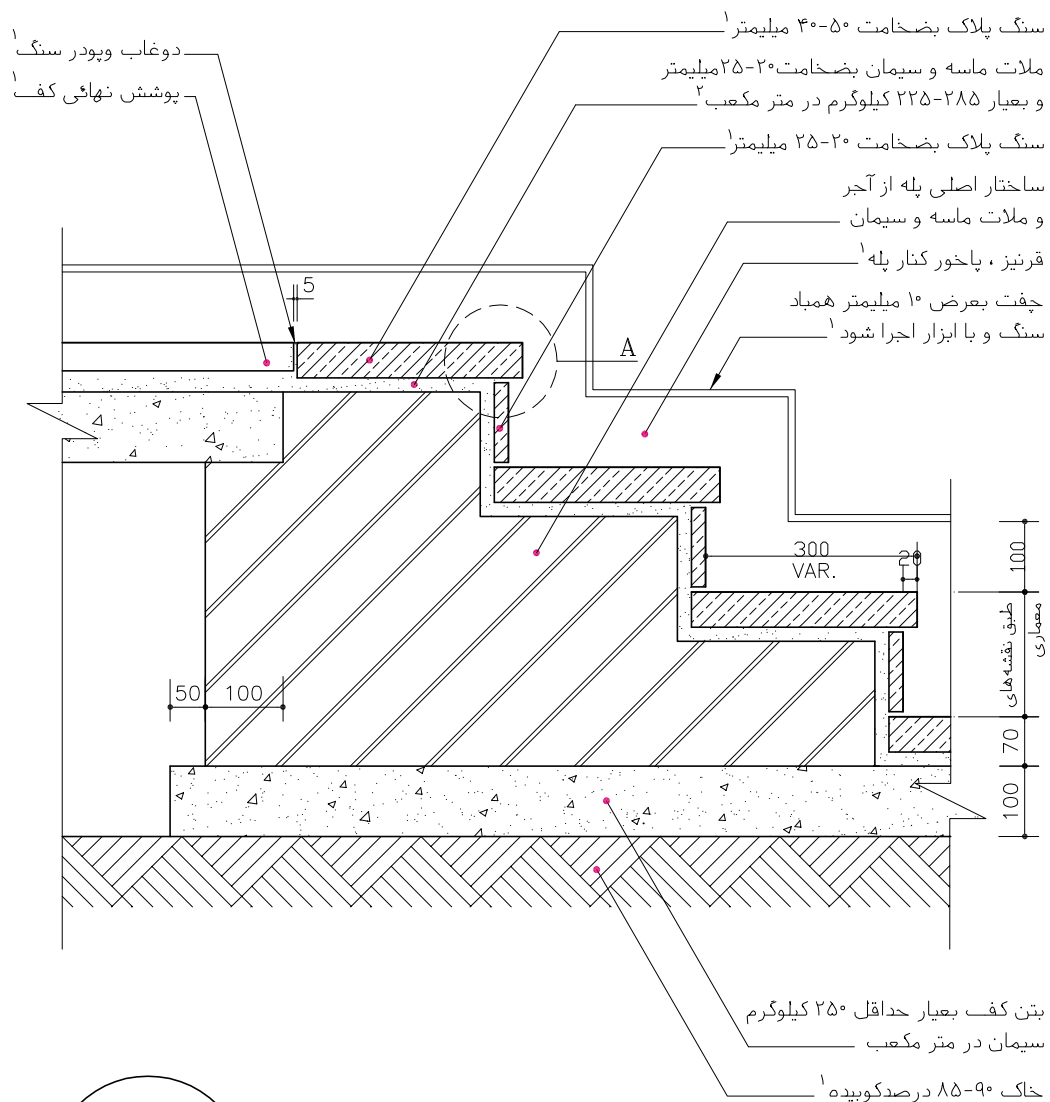 سنگ پلاک بضخامت ۵۰-۴۰ میلیمتر۱
ملات ماسه و سیمان بضخامت۲۰-۲۵میلیمتر
و بعیار ۲۸۵-۲۲۵ کیلوگرم در متر مکعب۲
سنگ پلاک بضخامت ۲۰-۲۵ میلیمتر۱
ساختار اصلی پله از آجر
و ملات ماسه و سیمان
قرنیز ، پاخور کنار پله۱
چفت بعرض ۱۰ میلیمتر همباد
سنگ و با ابزار اجرا شود۱
دوغاب وپودر سنگ۱
پوشش نهائی کف۱
5
A
300
VAR.
20
100
طبق نقشه‌های
معماری
70
100
50
100
بتن کف بعیار حداقل ۲۵۰ کیلوگرم
سیمان در متر مکعب
خاک ۹۰-۸۵ درصدکوبیده۱